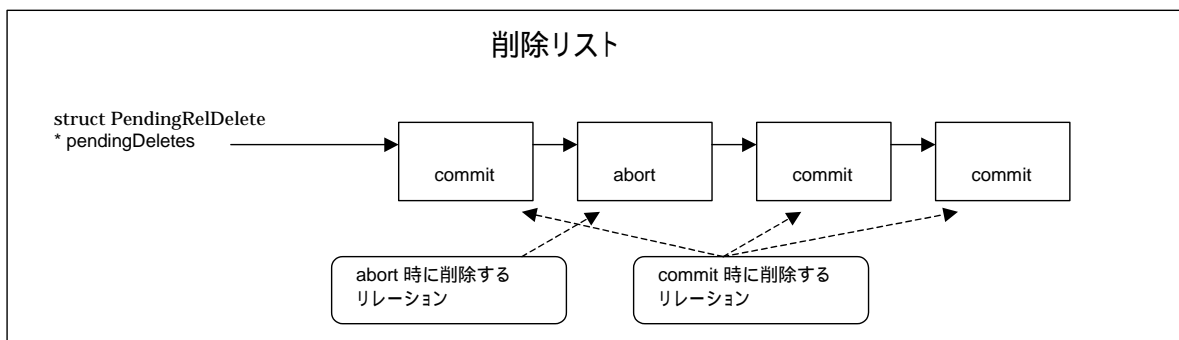 削除リスト
struct PendingRelDelete
* pendingDeletes
commit
abort
commit
commit
abort 時に削除する
リレーション
commit 時に削除する
リレーション